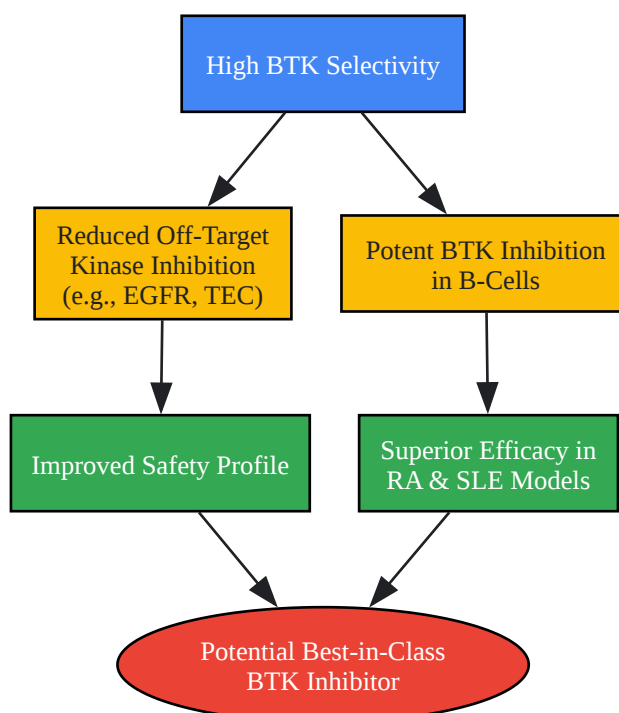 High BTK Selectivity
Reduced Off-Target
Kinase Inhibition
(e.g., EGFR, TEC)
Potent BTK Inhibition
in B-Cells
Improved Safety Profile
Superior Efficacy in
RA & SLE Models
Potential Best-in-Class
BTK Inhibitor